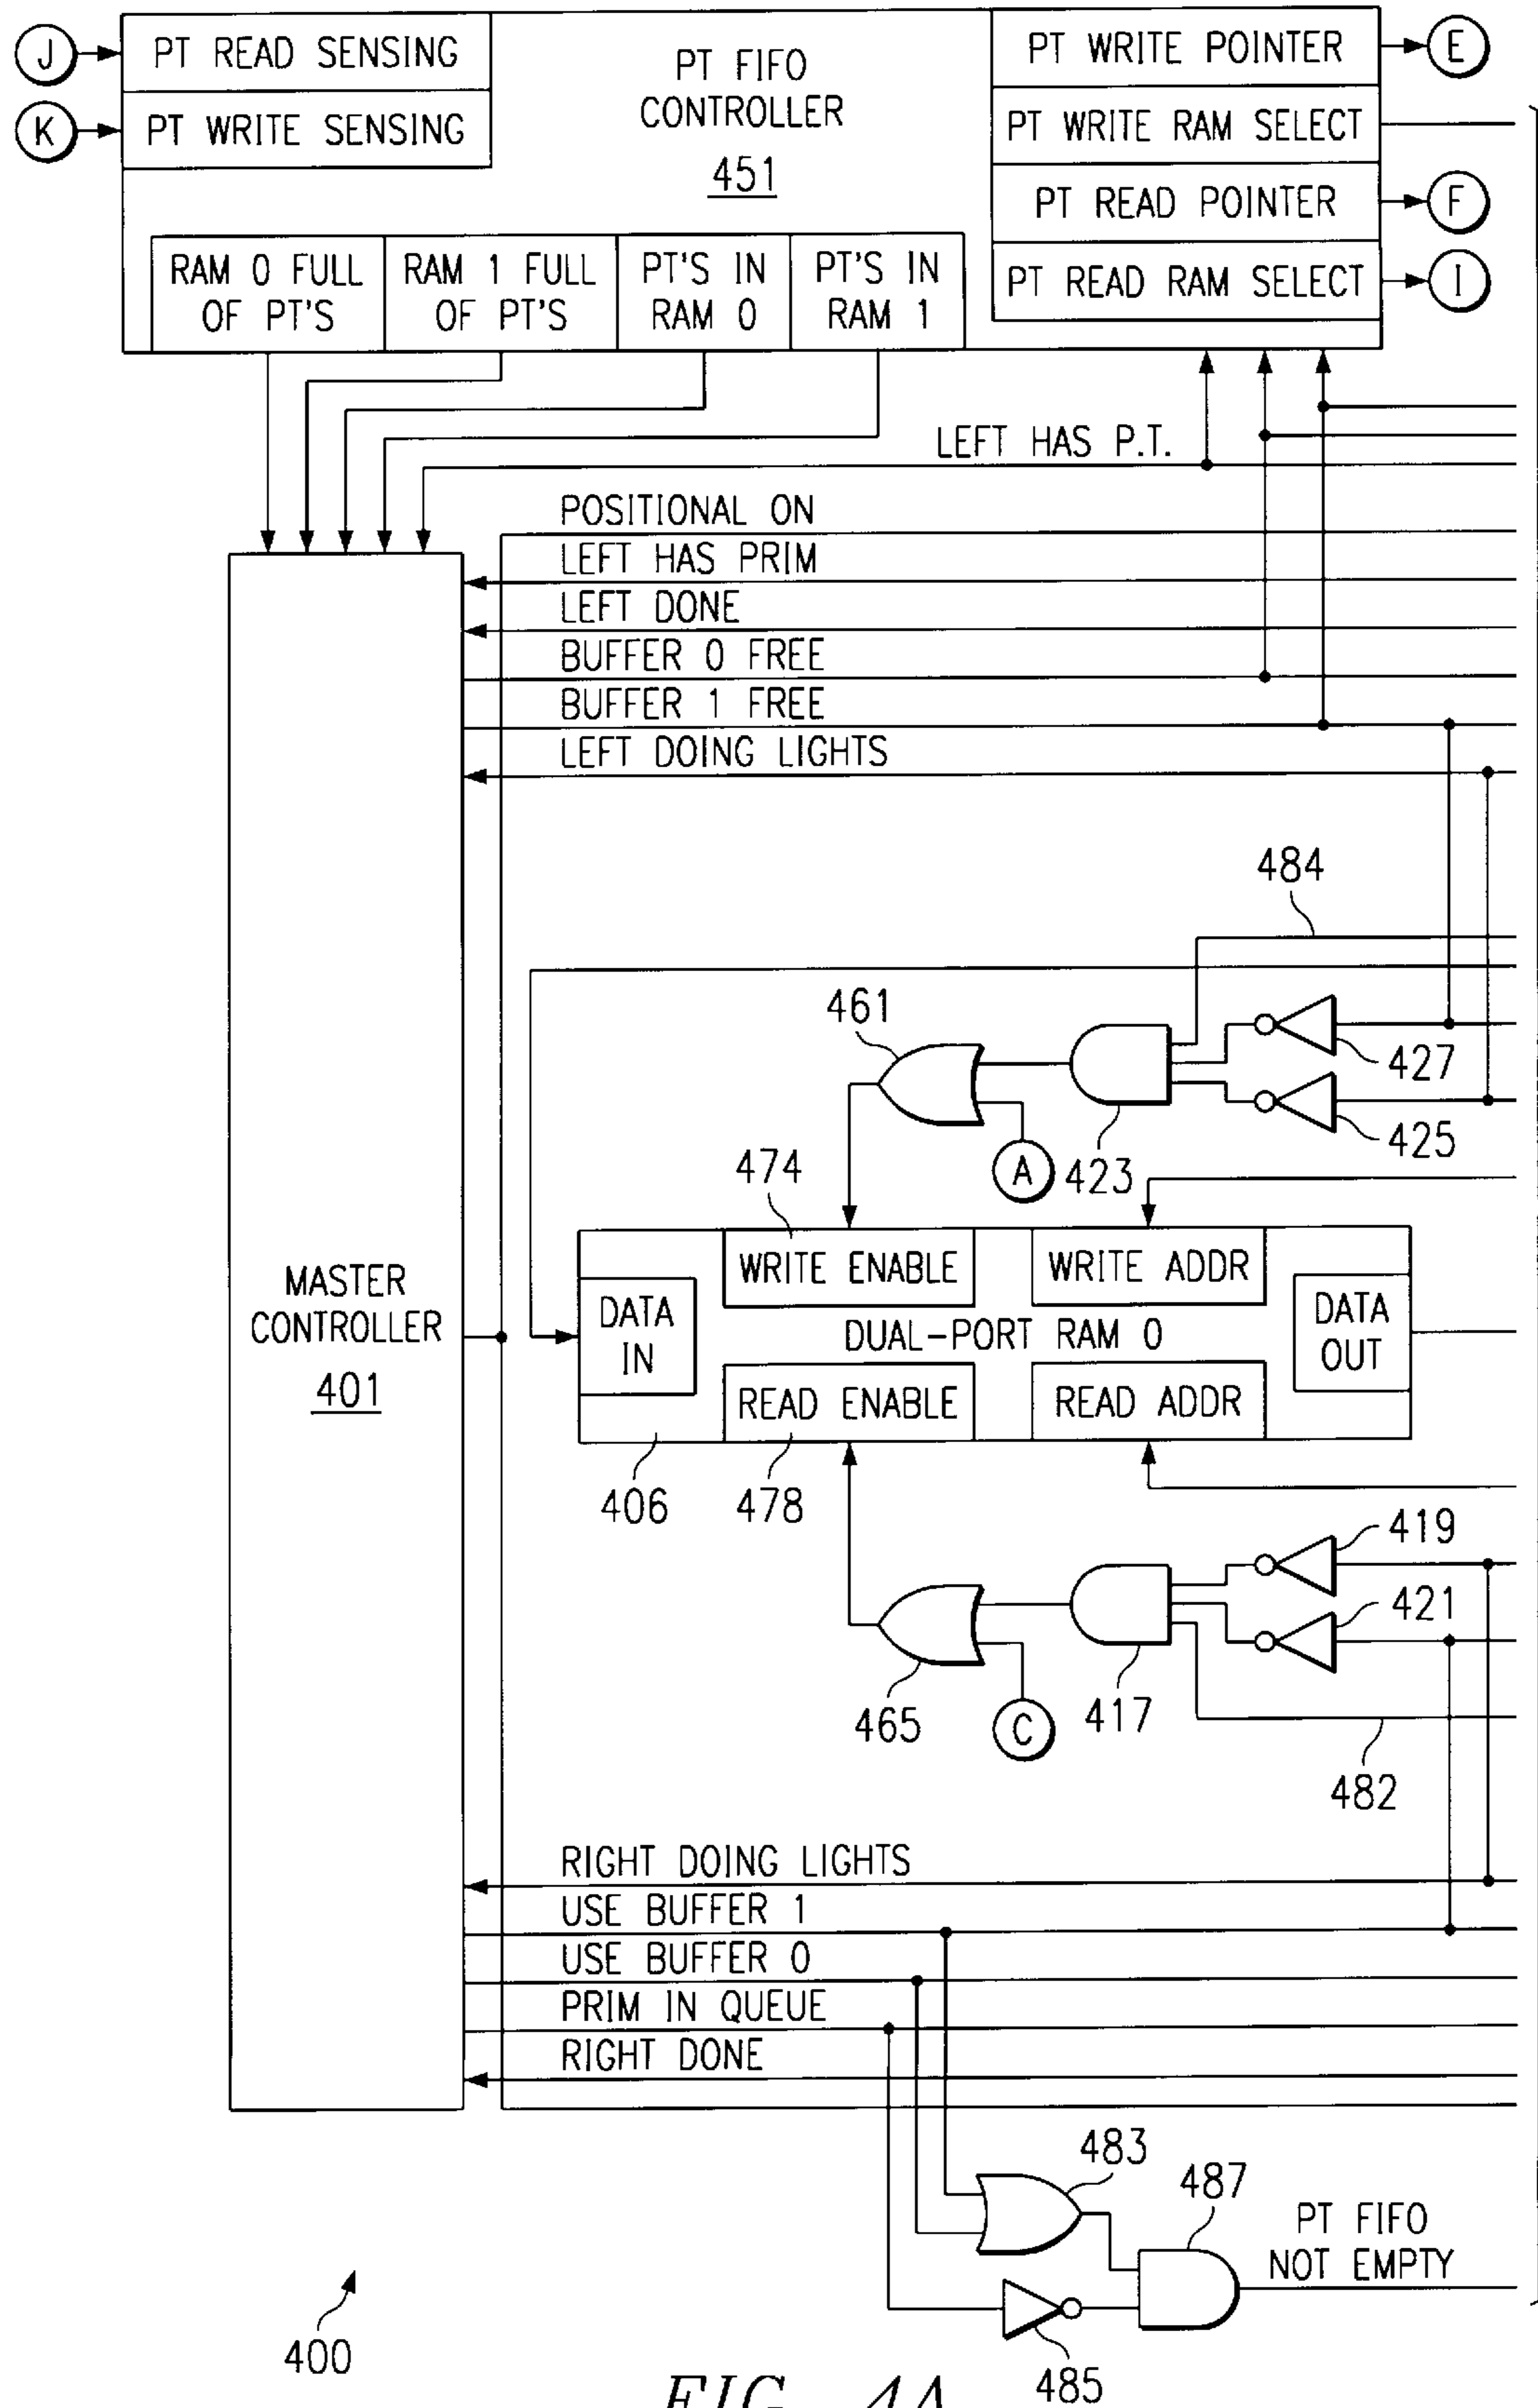 J
PT READ SENSING
K
PT WRITE SENSING
PT FIFO
CONTROLLER
451
PT WRITE POINTER
E
PT WRITE RAM SELECT
PT READ POINTER
F
PT READ RAM SELECT
I
RAM 0 FULL
OF PT'S
RAM 1 FULL
OF PT'S
PT'S IN
RAM 0
PT'S IN
RAM 1
LEFT HAS P.T.
POSITIONAL ON
LEFT HAS PRIM
LEFT DONE
BUFFER 0 FREE
BUFFER 1 FREE
LEFT DOING LIGHTS
484
461
427
425
A
423
474
WRITE ENABLE
WRITE ADDR
MASTER
CONTROLLER
401
DATA
IN
DUAL-PORT RAM 0
DATA
OUT
READ ENABLE
READ ADDR
406
478
419
421
465
C
417
482
RIGHT DOING LIGHTS
USE BUFFER 1
USE BUFFER 0
PRIM IN QUEUE
RIGHT DONE
483
487
PT FIFO
NOT EMPTY
400
485
FIG. 4A